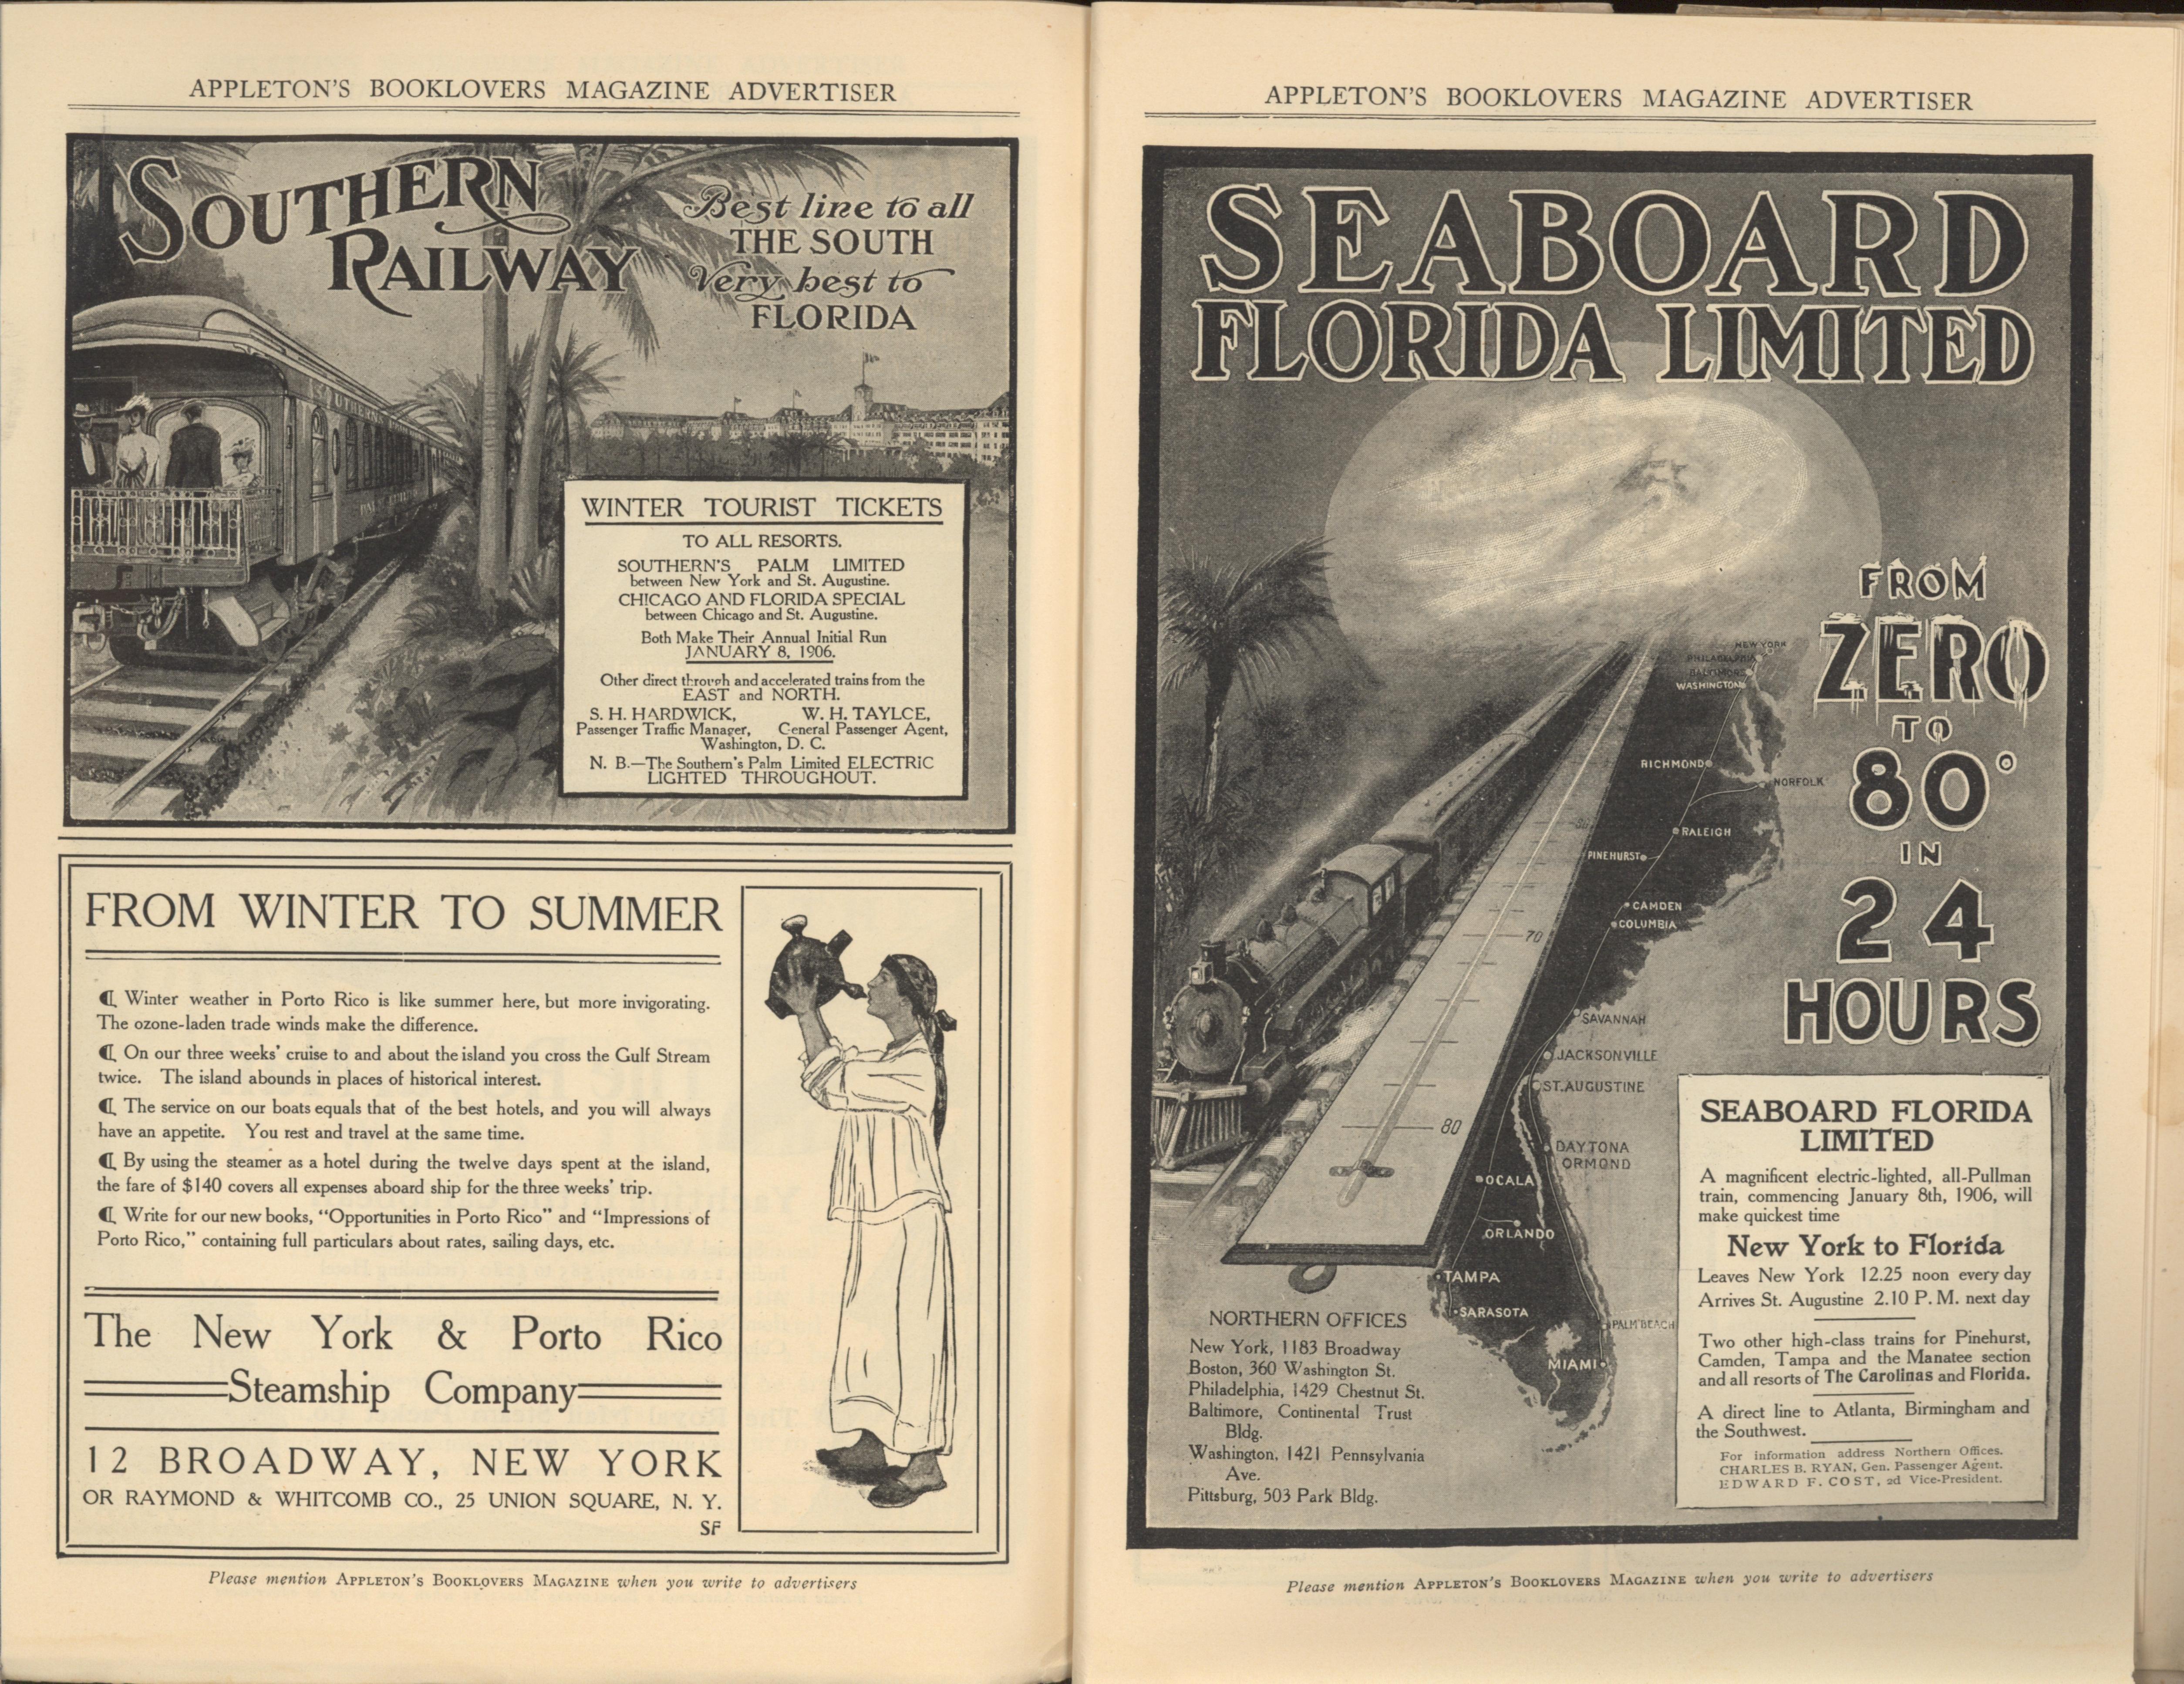 APPLETON'S BOOKLOVERS MAGAZINE ADVERTISER
SOUTHERN
RAILWAY
Best line to all
THE SOUTH
Very best to
FLORIDA
WINTER TOURIST TICKETS
TO ALL RESORTS.
SOUTHERN'S PALM LIMITED
between New York and St. Augustine.
CHICAGO AND FLORIDA SPECIAL
between Chicago and St. Augustine.
Both Make Their Annual Initial Run
JANUARY 8, 1906.
Other direct through and accelerated trains from the
EAST and NORTH.
S. H. HARDWICK, W. H. TAYLCE,
Passenger Traffic Manager, General Passenger Agent,
Washington, D. C.
N. B.—The Southern's Palm Limited ELECTRIC
LIGHTED THROUGHOUT.
FROM WINTER TO SUMMER
¶ Winter weather in Porto Rico is like summer here, but more invigorating.
The ozone-laden trade winds make the difference.
¶ On our three weeks' cruise to and about the island you cross the Gulf Stream
twice. The island abounds in places of historical interest.
¶ The service on our boats equals that of the best hotels, and you will always
have an appetite. You rest and travel at the same time.
¶ By using the steamer as a hotel during the twelve days spent at the island,
the fare of $140 covers all expenses aboard ship for the three weeks' trip.
¶ Write for our new books, "Opportunities in Porto Rico" and "Impressions of
Porto Rico," containing full particulars about rates, sailing days, etc.
The New York & Porto Rico
Steamship Company
12 BROADWAY, NEW YORK
OR RAYMOND & WHITCOMB CO., 25 UNION SQUARE, N. Y.
SF
Please mention APPLETON'S BOOKLOVERS MAGAZINE when you write to advertisers
APPLETON'S BOOKLOVERS MAGAZINE ADVERTISER
SEABOARD
FLORIDA LIMITED
FROM
ZERO
TO
80°
IN
24
HOURS
NEW YORK
PHILADELPHIA
BALTIMORE
WASHINGTON
RICHMOND
NORFOLK
RALEIGH
PINEHURST
CAMDEN
COLUMBIA
70
SAVANNAH
JACKSONVILLE
ST. AUGUSTINE
80
DAYTONA
ORMOND
OCALA
ORLANDO
TAMPA
SARASOTA
PALM BEACH
MIAMI
NORTHERN OFFICES
New York, 1183 Broadway
Boston, 360 Washington St.
Philadelphia, 1429 Chestnut St.
Baltimore, Continental Trust
Bldg.
Washington, 1421 Pennsylvania
Ave.
Pittsburg, 503 Park Bldg.
SEABOARD FLORIDA
LIMITED
A magnificent electric-lighted, all-Pullman
train, commencing January 8th, 1906, will
make quickest time
New York to Florida
Leaves New York 12.25 noon every day
Arrives St. Augustine 2.10 P. M. next day
Two other high-class trains for Pinehurst,
Camden, Tampa and the Manatee section
and all resorts of The Carolinas and Florida.
A direct line to Atlanta, Birmingham and
the Southwest.
For information address Northern Offices.
CHARLES B. RYAN, Gen. Passenger Agent.
EDWARD F. COST, 2d Vice-President.
Please mention APPLETON'S BOOKLOVERS MAGAZINE when you write to advertisers